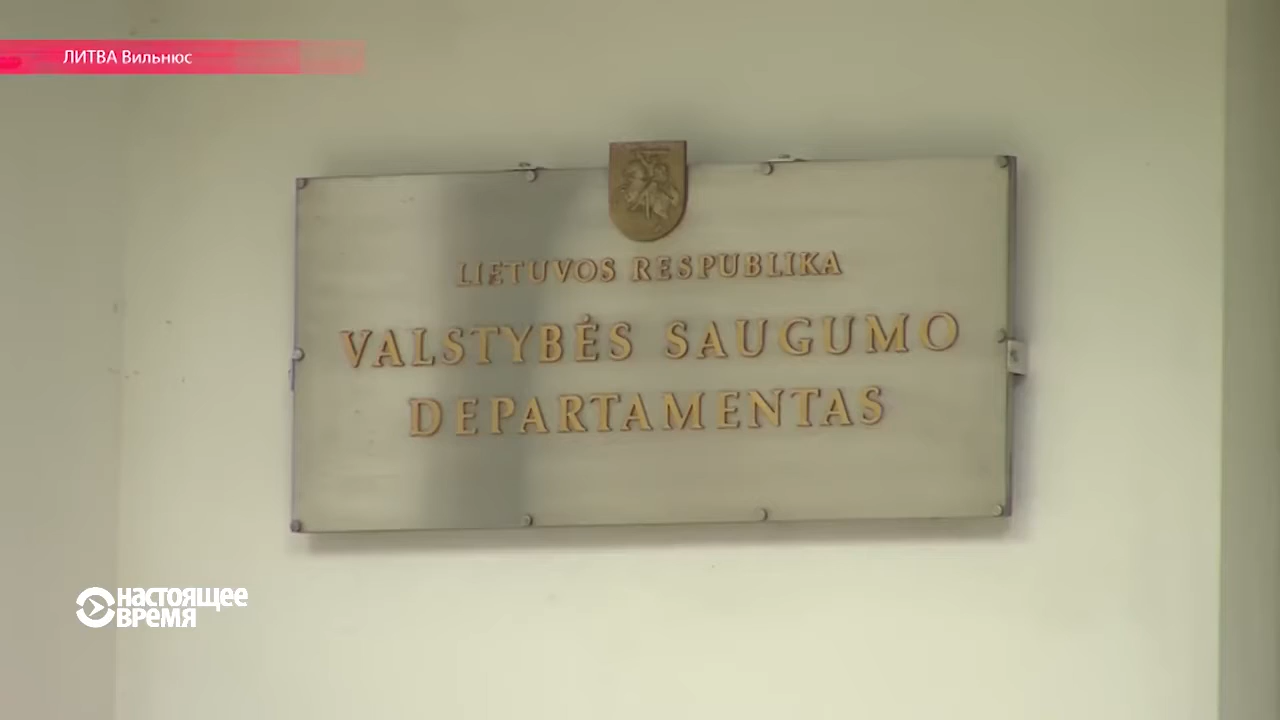 ЛИТВА Вильнюс
LIETUVOS RESPUBLIKA
VALSTYBĖS SAUGUMO
DEPARTAMENTAS
НАСТОЯЩЕЕ
ВРЕМЯ